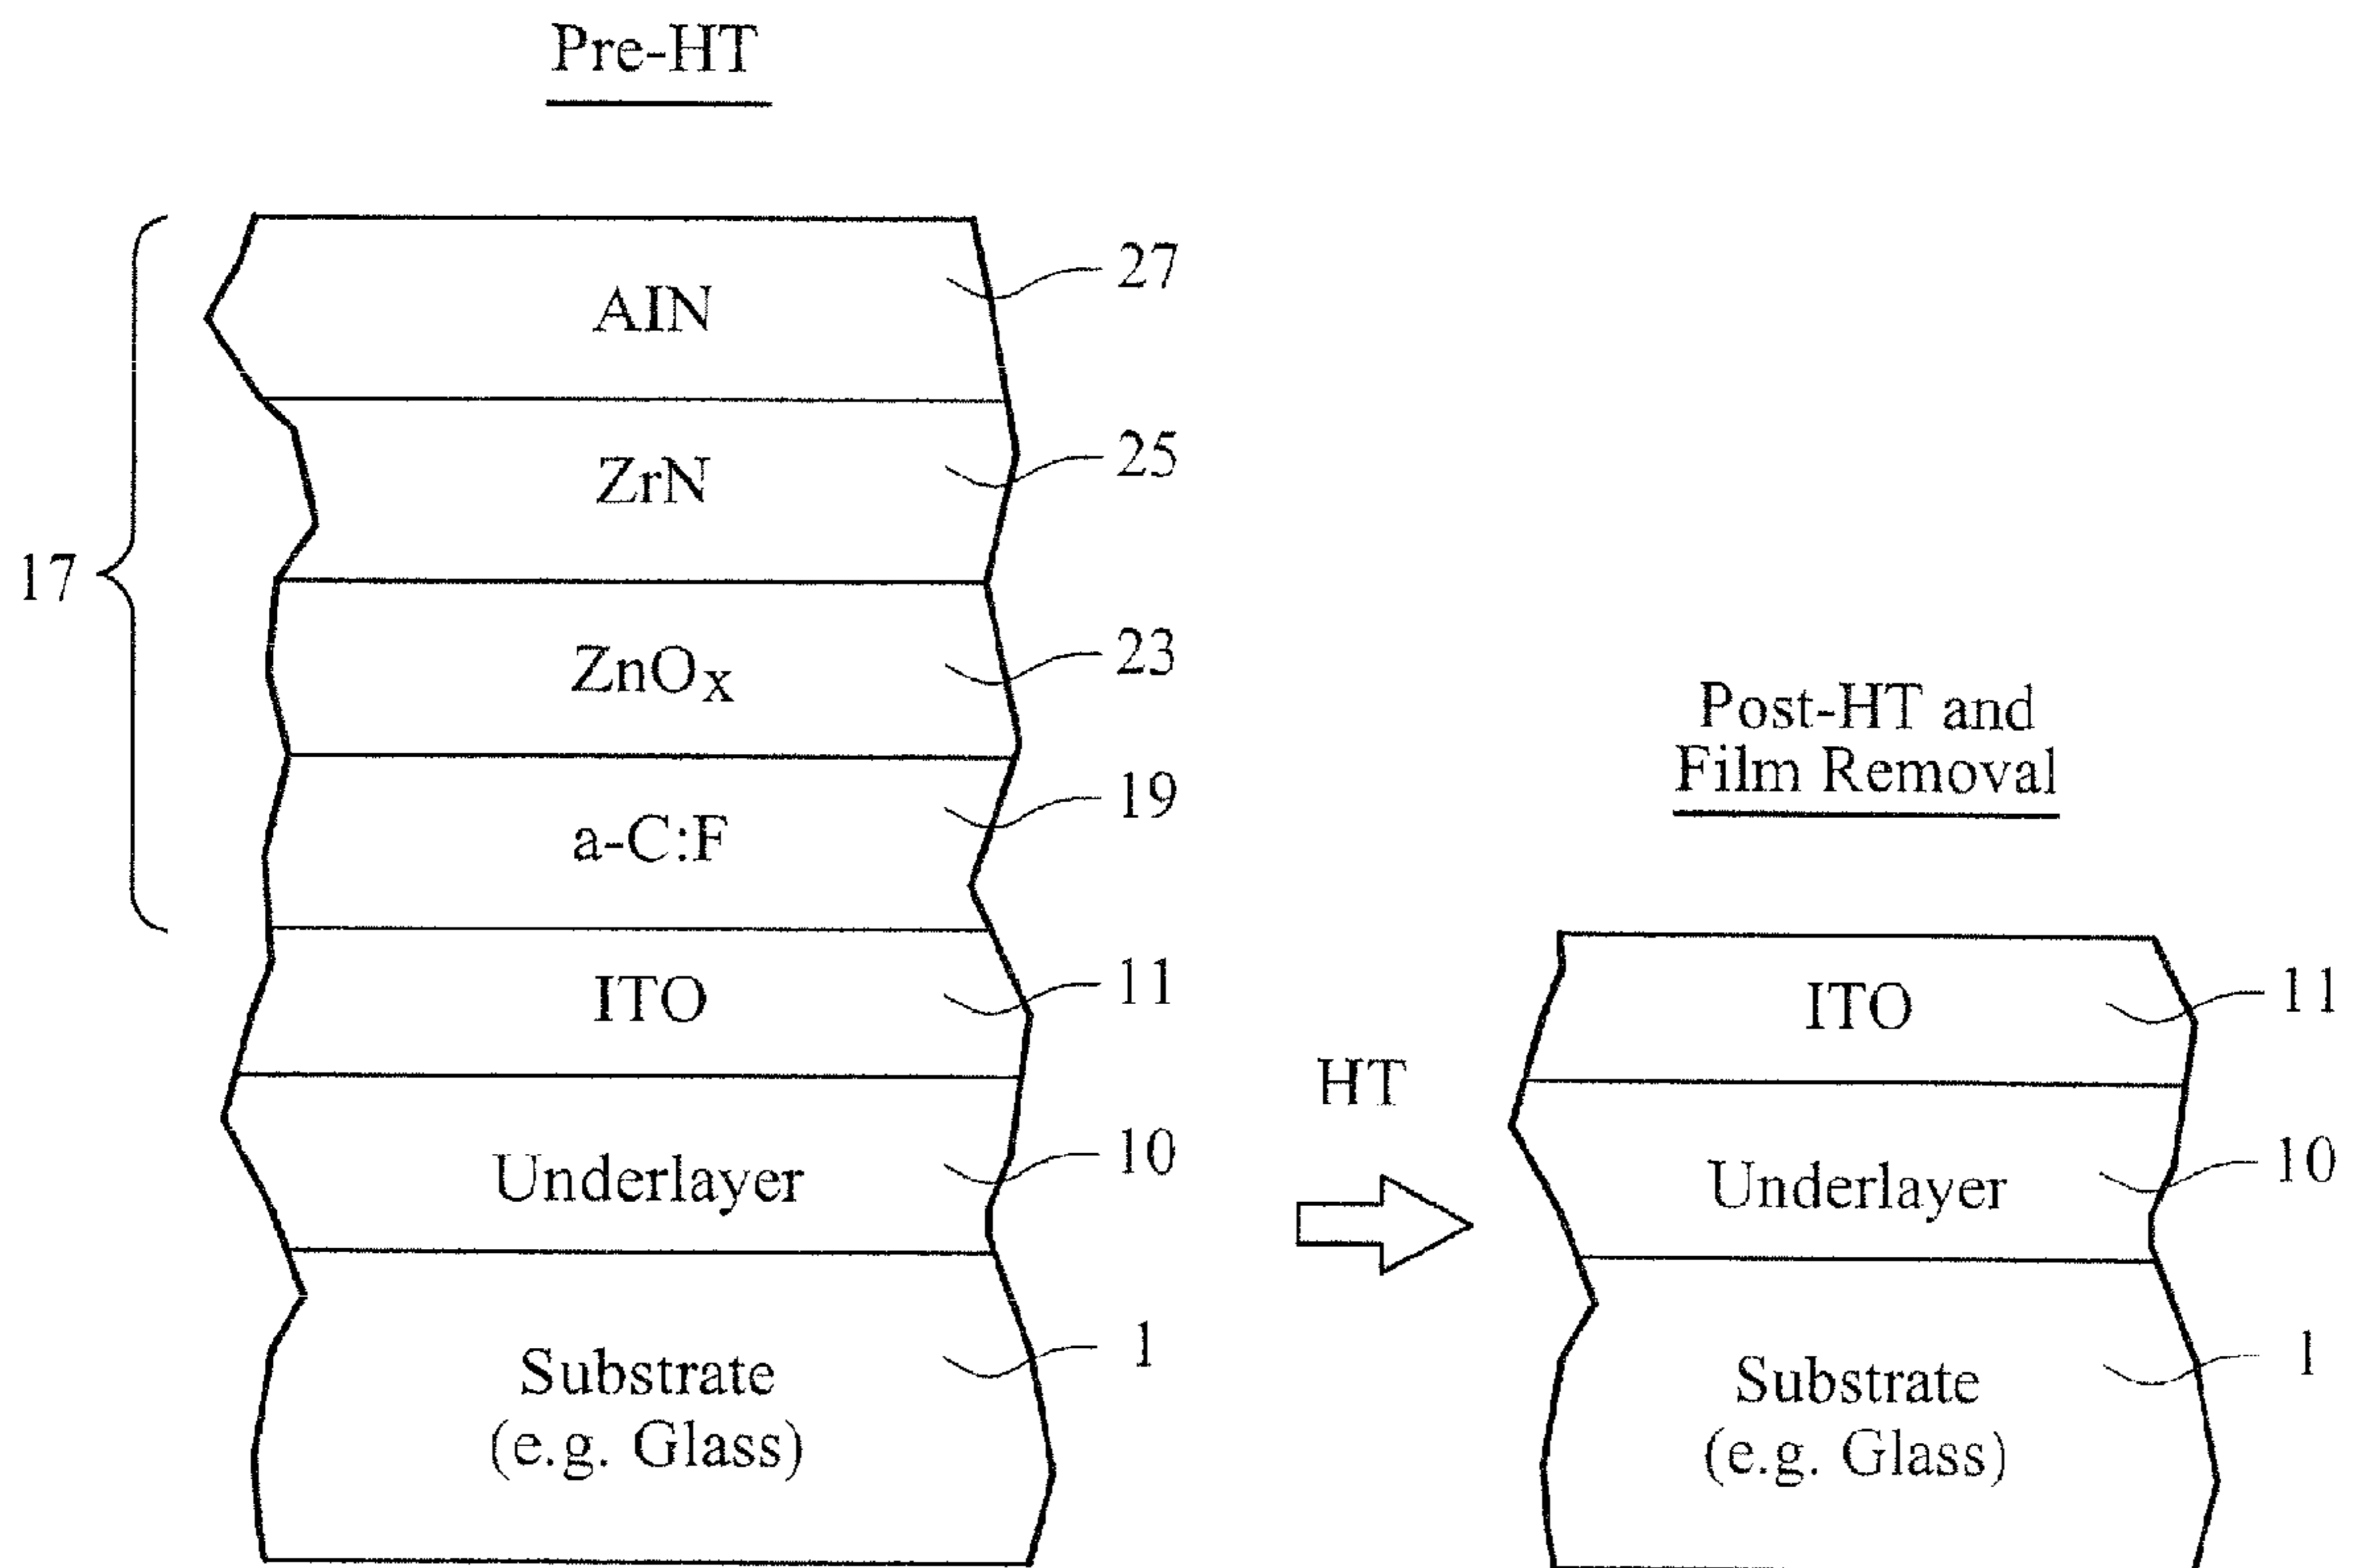 Pre-HT
AlN
27
ZrN
25
17
ZnOx
23
a-C:F
19
ITO
11
Underlayer
10
Substrate
(e.g. Glass)
1
HT
Post-HT and
Film Removal
ITO
11
Underlayer
10
Substrate
(e.g. Glass)
1